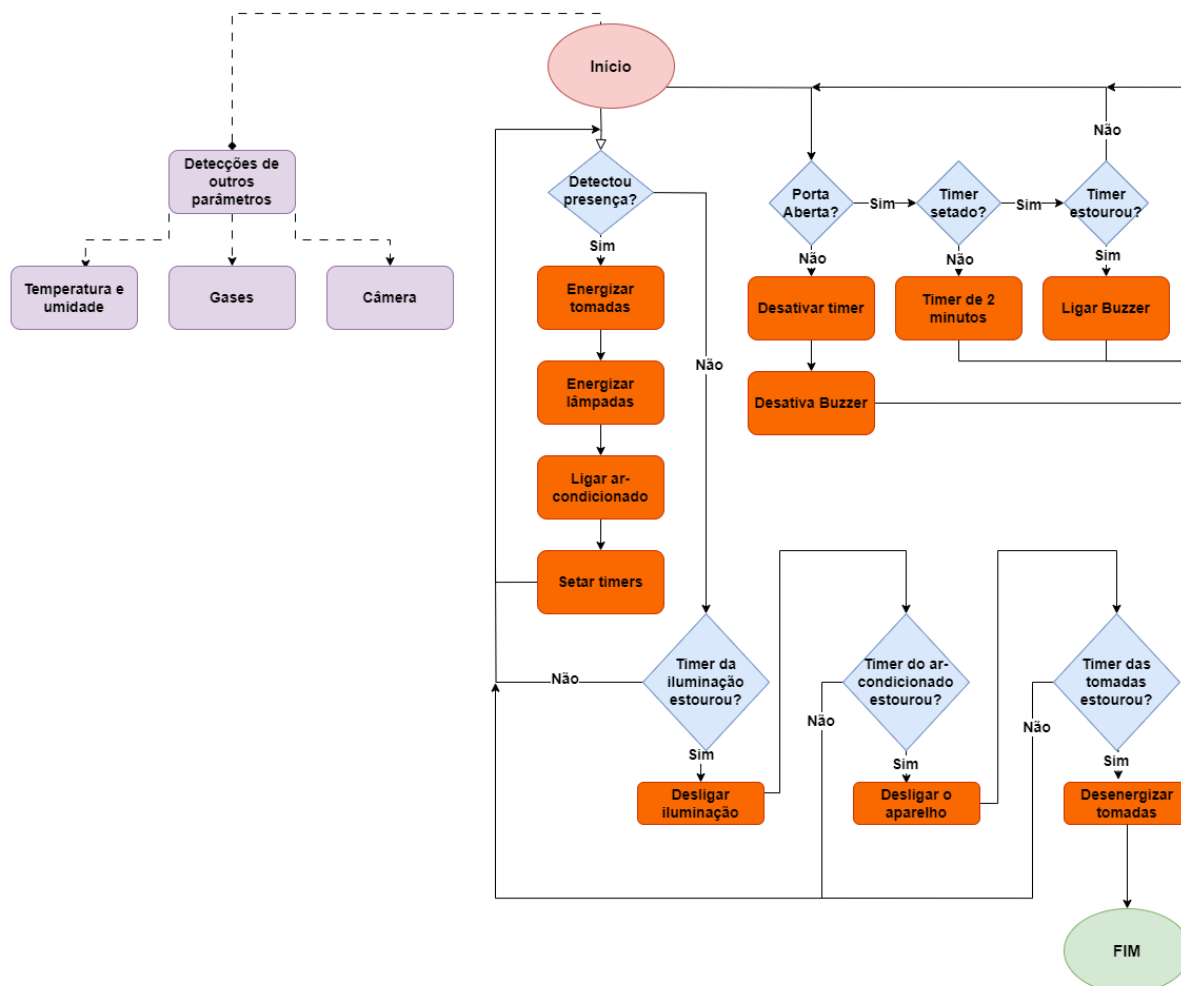 Início
Não
Detecções de
outros
parâmetros
Detectou
presença?
Porta
Aberta?
Sim
Timer
setado?
Sim
Timer
estourou?
Sim
Não
Não
Sim
Temperatura e
umidade
Gases
Câmera
Energizar
tomadas
Desativar timer
Timer de 2
minutos
Ligar Buzzer
Não
Energizar
lâmpadas
Desativa Buzzer
Ligar ar-
condicionado
Setar timers
Timer da
iluminação
estourou?
Não
Timer do ar-
condicionado
estourou?
Não
Timer das
tomadas
estourou?
Não
Sim
Sim
Sim
Desligar
iluminação
Desligar o
aparelho
Desenergizar
tomadas
FIM